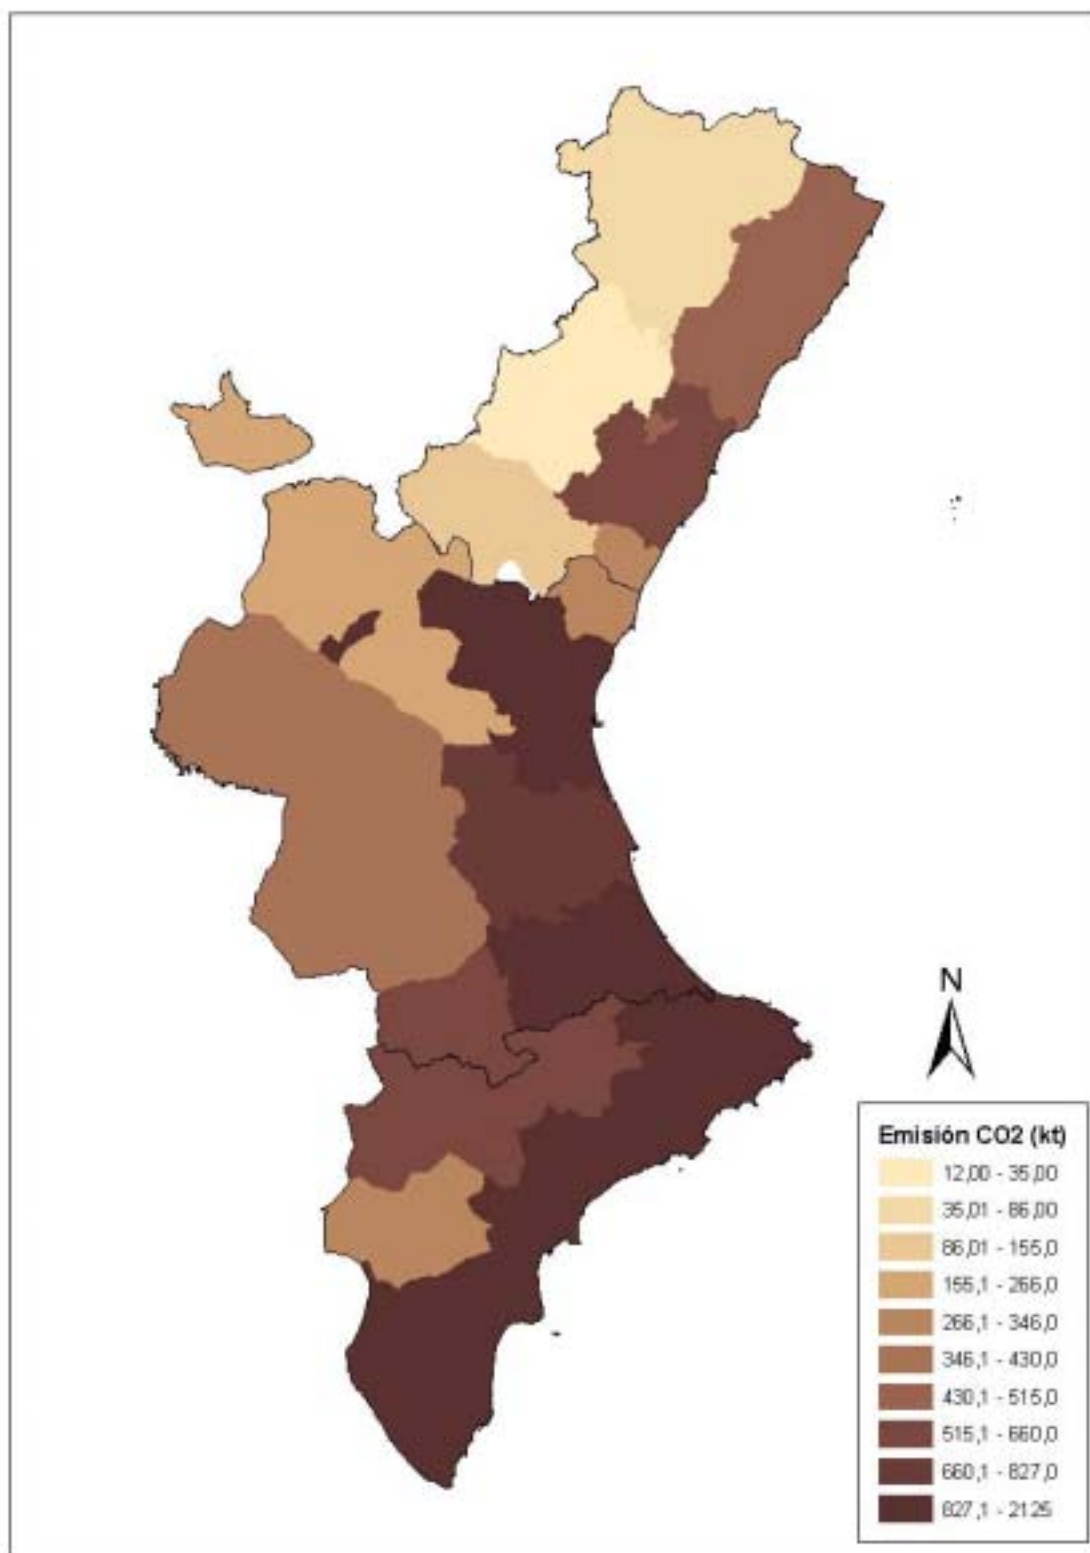 N
Emisión CO2 (kt)
12,00 - 35,00
35,01 - 86,00
86,01 - 155,0
155,1 - 266,0
266,1 - 346,0
346,1 - 430,0
430,1 - 515,0
515,1 - 660,0
660,1 - 827,0
827,1 - 2125